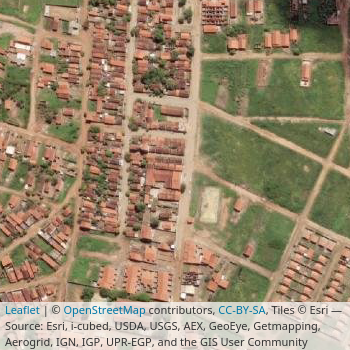 Leaflet | © OpenStreetMap contributors, CC-BY-SA, Tiles © Esri —
Source: Esri, i-cubed, USDA, USGS, AEX, GeoEye, Getmapping,
Aerogrid, IGN, IGP, UPR-EGP, and the GIS User Community